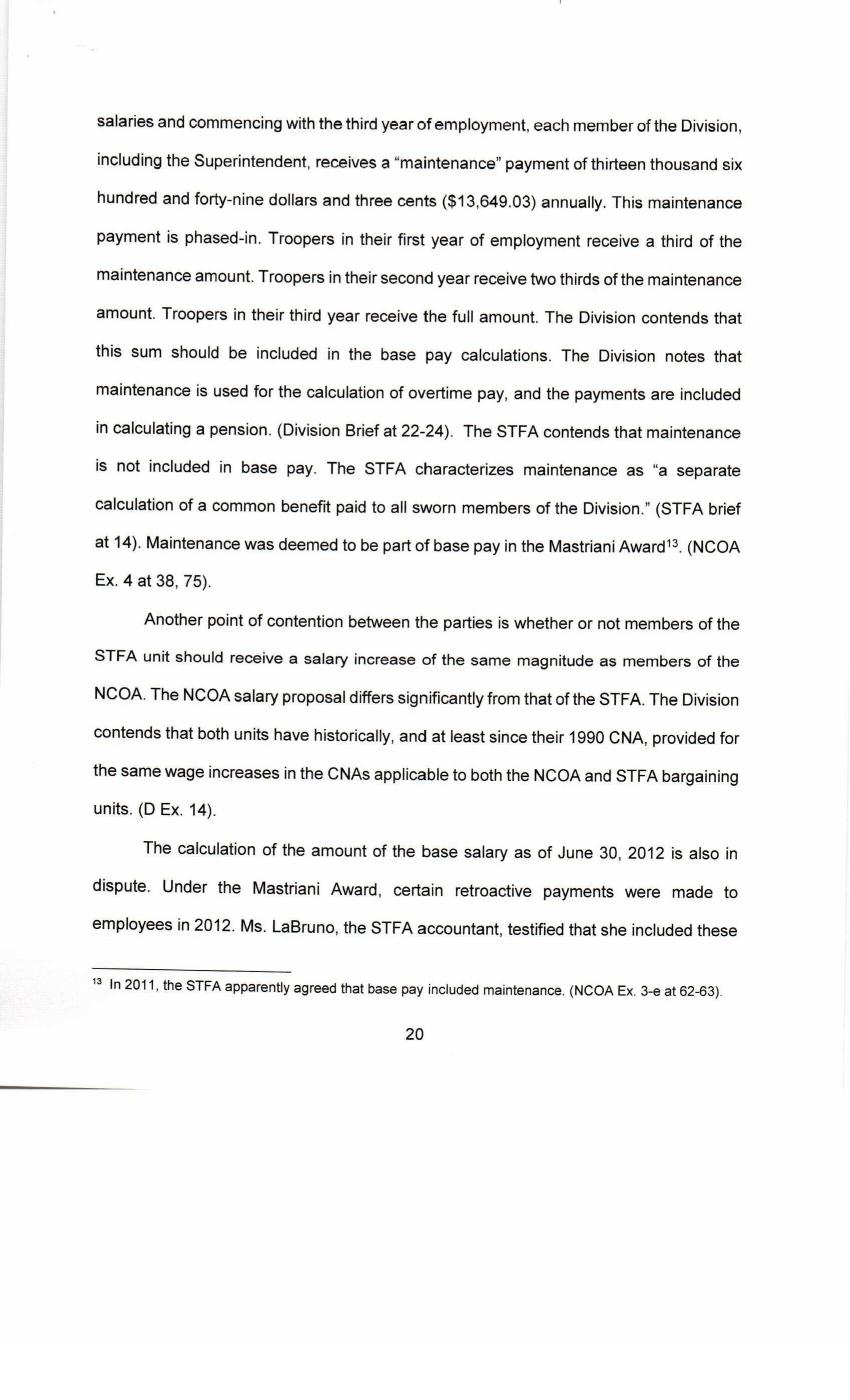 salaries and commencing with the third year of employment, each member of the Division,
including the Superintendent, receives a “maintenance” payment of thirteen thousand six
hundred and forty-nine dollars and three cents ($13,649.03) annually. This maintenance
payment is phased-in. Troopers in their first year of employment receive a third of the
maintenance amount. Troopers in their second year receive two thirds of the maintenance
amount. Troopers in their third year receive the full amount. The Division contends that
this sum should be included in the base pay calculations. The Division notes that
maintenance is used for the calculation of overtime pay, and the payments are included
in calculating a pension. (Division Brief at 22-24). The STFA contends that maintenance
is not included in base pay. The STFA characterizes maintenance as “a separate
calculation of a common benefit paid to all sworn members of the Division.” (STFA brief
at 14). Maintenance was deemed to be part of base pay in the Mastriani Award¹³. (NCOA
Ex. 4 at 38, 75).
Another point of contention between the parties is whether or not members of the
STFA unit should receive a salary increase of the same magnitude as members of the
NCOA. The NCOA salary proposal differs significantly from that of the STFA. The Division
contends that both units have historically, and at least since their 1990 CNA, provided for
the same wage increases in the CNAs applicable to both the NCOA and STFA bargaining
units. (D Ex. 14).
The calculation of the amount of the base salary as of June 30, 2012 is also in
dispute. Under the Mastriani Award, certain retroactive payments were made to
employees in 2012. Ms. LaBruno, the STFA accountant, testified that she included these
¹³ In 2011, the STFA apparently agreed that base pay included maintenance. (NCOA Ex. 3-e at 62-63).
20